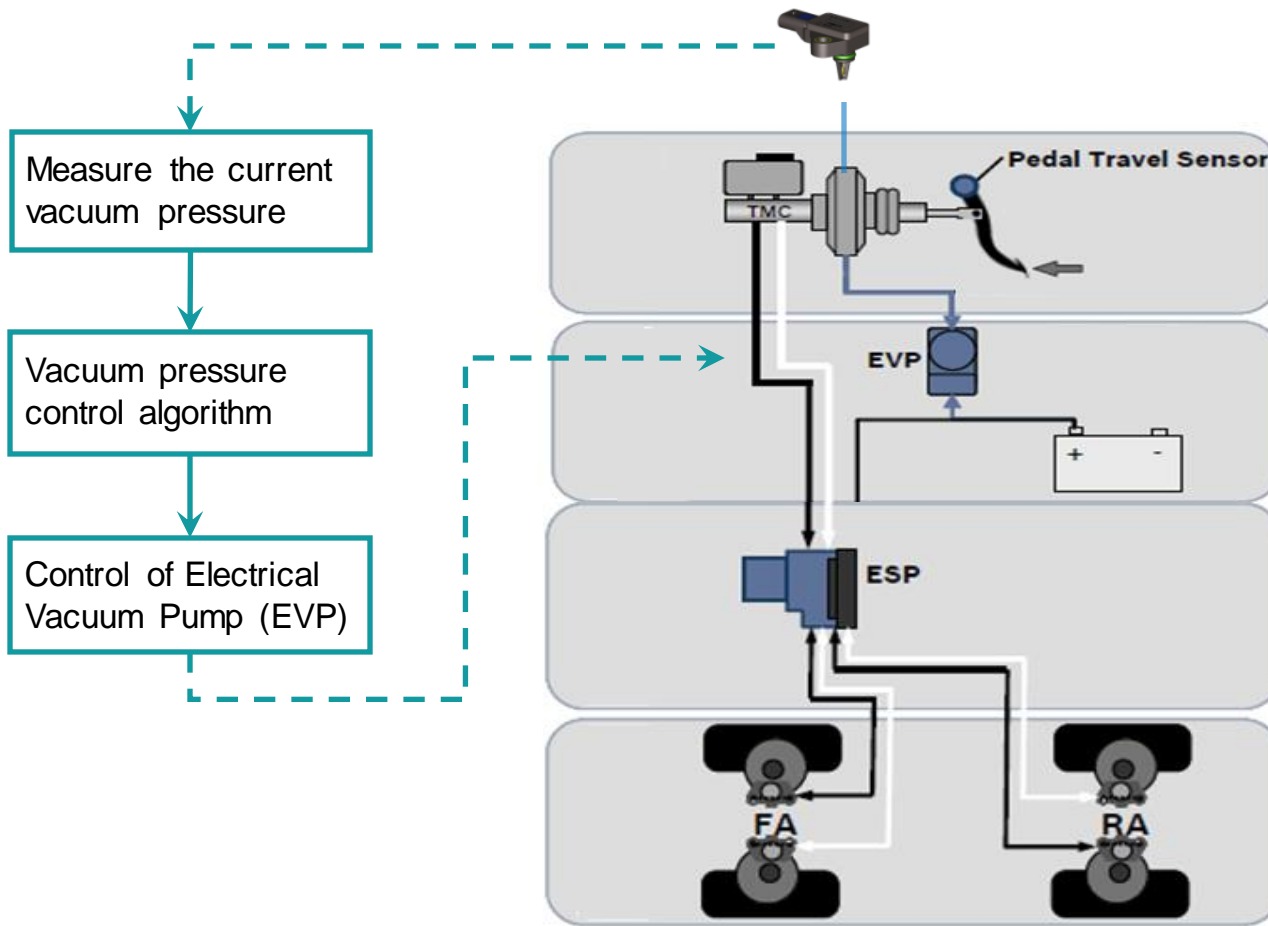 Measure the current
vacuum pressure
Vacuum pressure
control algorithm
Control of Electrical
Vacuum Pump (EVP)
Pedal Travel Sensor
TMC
EVP
+ -
ESP
FA
RA